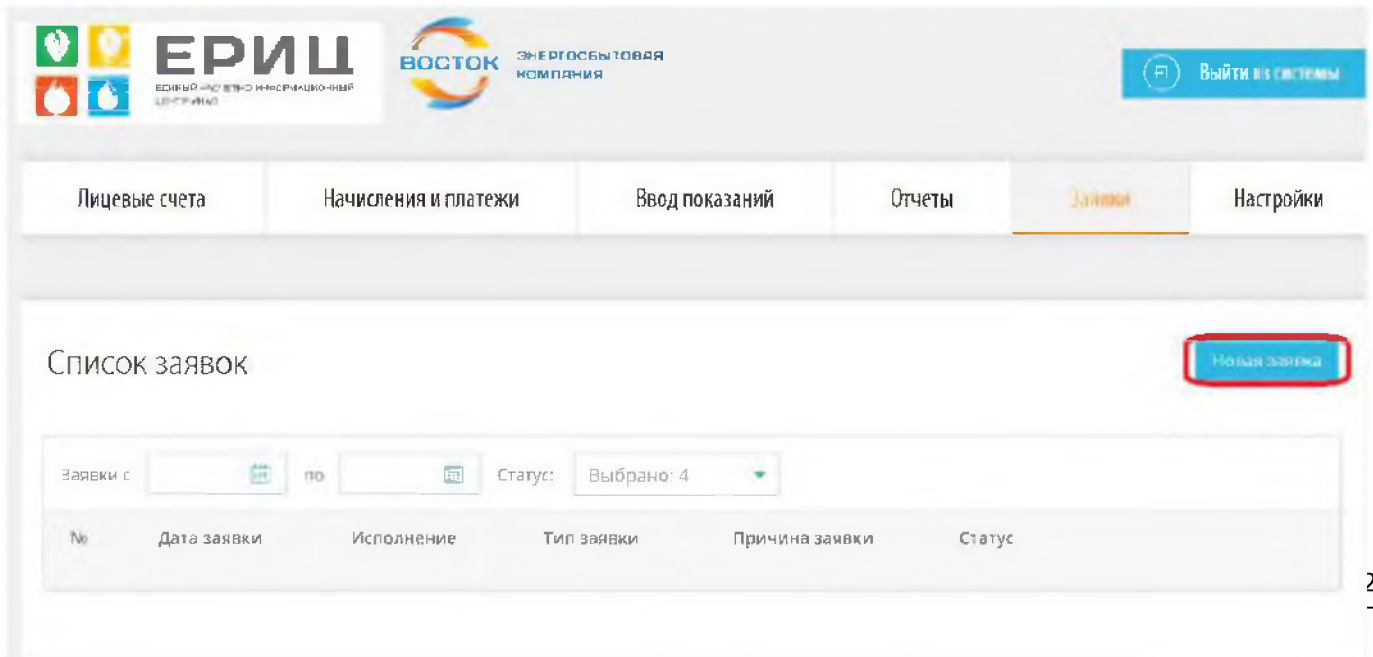 ЕРИЦ
ВОСТОК
ЭНЕРГОСБЫТОВАЯ
КОМПАНИЯ
Выйти из системы
Лицевые счета Начисления и платежи Ввод показаний Отчеты Заявки Настройки
Список заявок
Новая заявка
Заявки с по Статус: Выбрано: 4
№ Дата заявки Исполнение Тип заявки Причина заявки Статус
2